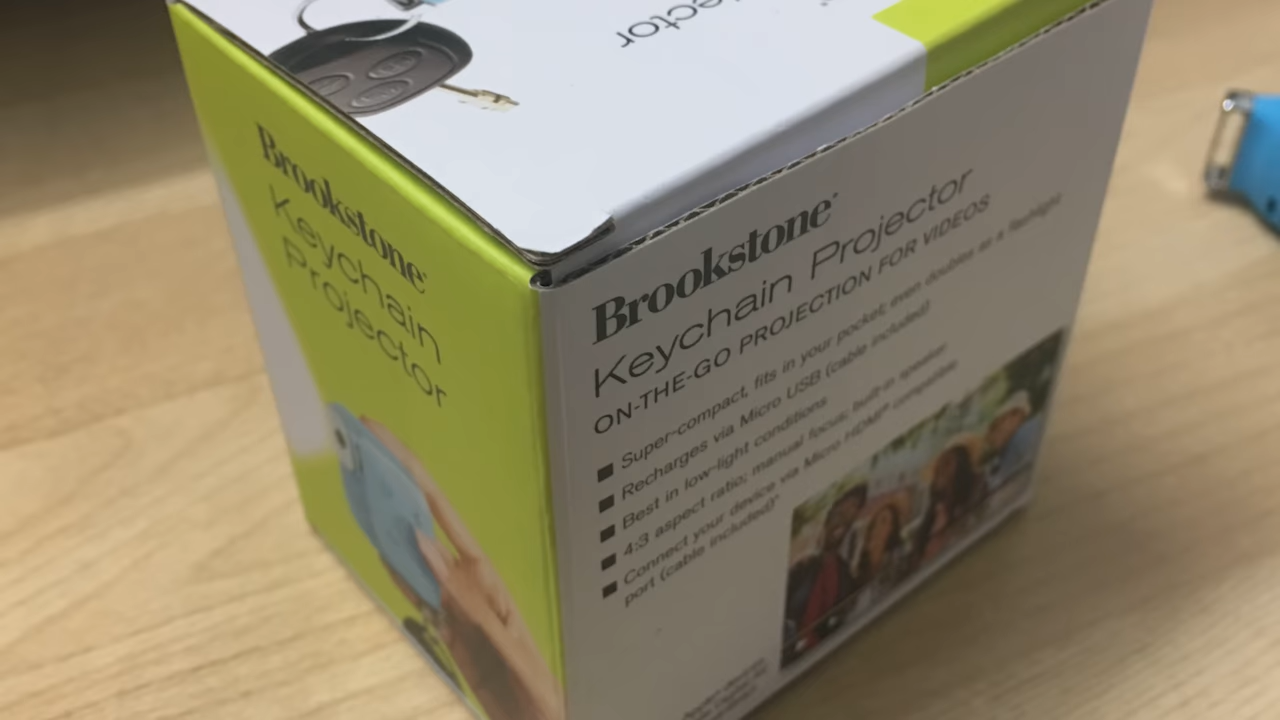 jector
Brookstone
Keychain
Projector
Brookstone
Keychain Projector
ON-THE-GO PROJECTION FOR VIDEOS
Super-compact, fits in your pocket; even doubles as a flashlight
Recharges via Micro USB (cable included)
Best in low-light conditions
4:3 aspect ratio; manual focus; built-in speaker
Connect your device via Micro HDMI® compatible
port (cable included)*